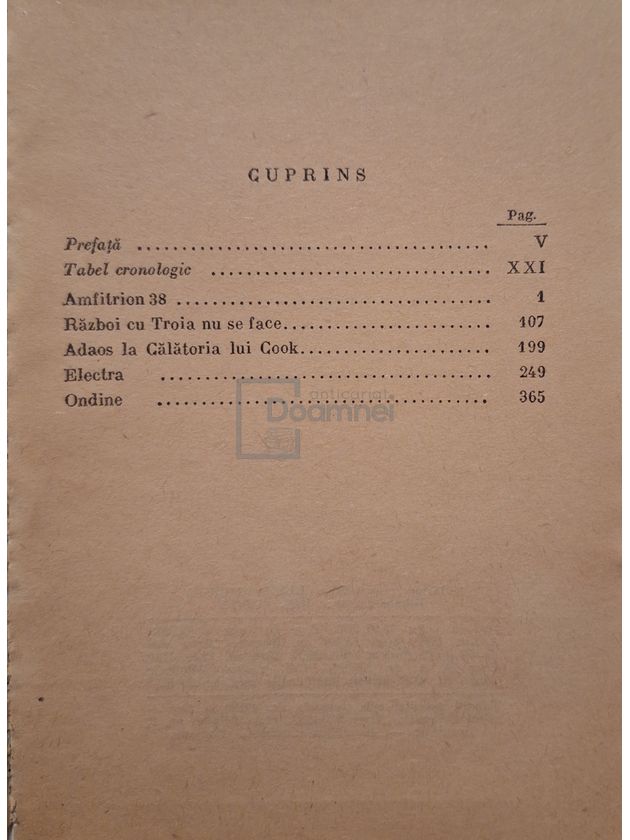 CUPRINS
Pag.
Prefață ........................................ V
Tabel cronologic ............................... XXI
Amfitrion 38 ................................... 1
Război cu Troia nu se face....................... 107
Adaos la Călătoria lui Cook...................... 199
Electra ........................................ 249
Ondine ......................................... 365
anticariat
Doamnei